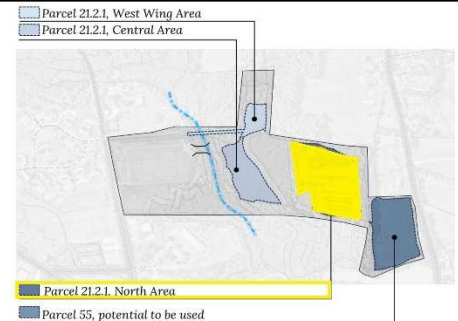 Parcel 21.2.1, West Wing Area
Parcel 21.2.1, Central Area
Parcel 21.2.1. North Area
Parcel 55, potential to be used